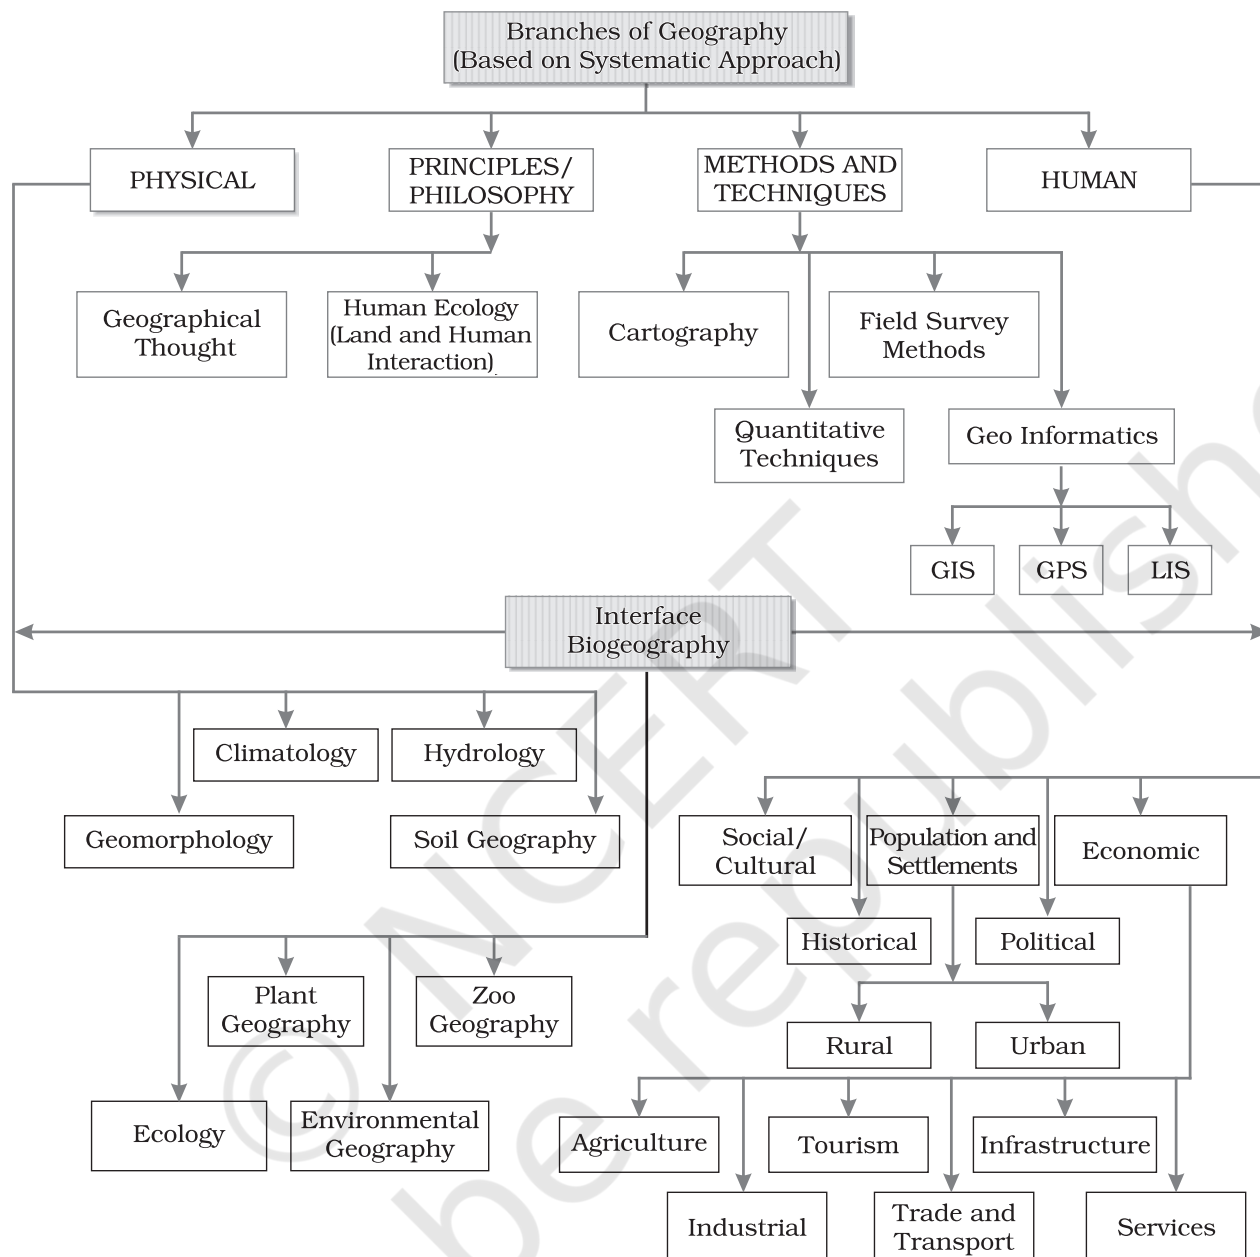 Branches of Geography
(Based on Systematic Approach)
PHYSICAL
PRINCIPLES/
PHILOSOPHY
METHODS AND
TECHNIQUES
HUMAN
Geographical
Thought
Human Ecology
(Land and Human
Interaction)
Cartography
Field Survey
Methods
Quantitative
Techniques
Geo Informatics
GIS
GPS
LIS
Interface
Biogeography
Climatology
Hydrology
Geomorphology
Soil Geography
Social/
Cultural
Population and
Settlements
Economic
Historical
Political
Plant
Geography
Zoo
Geography
Rural
Urban
Ecology
Environmental
Geography
Agriculture
Tourism
Infrastructure
Industrial
Trade and
Transport
Services
© NCERT
be republishe